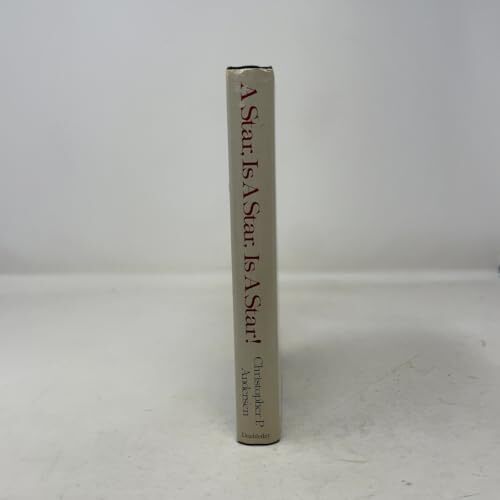 A Star, Is A Star, Is A Star!
Christopher P.
Andersen
Doubleday